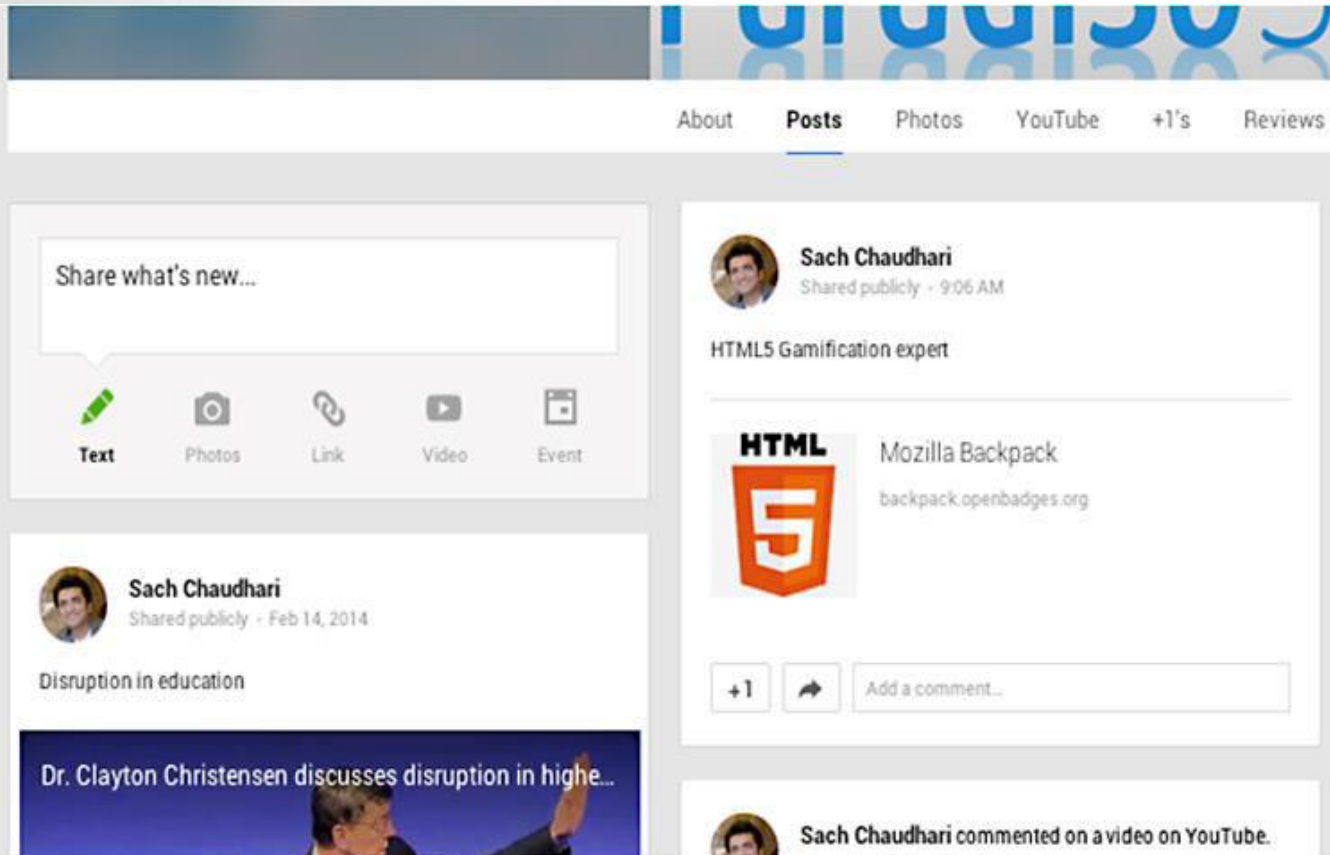 About Posts Photos YouTube +1's Reviews
Share what's new...
Text Photos Link Video Event
Sach Chaudhari
Shared publicly - Feb 14, 2014
Disruption in education
Dr. Clayton Christensen discusses disruption in highe...
Sach Chaudhari
Shared publicly - 9:06 AM
HTML5 Gamification expert
HTML
5
Mozilla Backpack
backpack.openbadges.org
+1
Add a comment...
Sach Chaudhari commented on a video on YouTube.